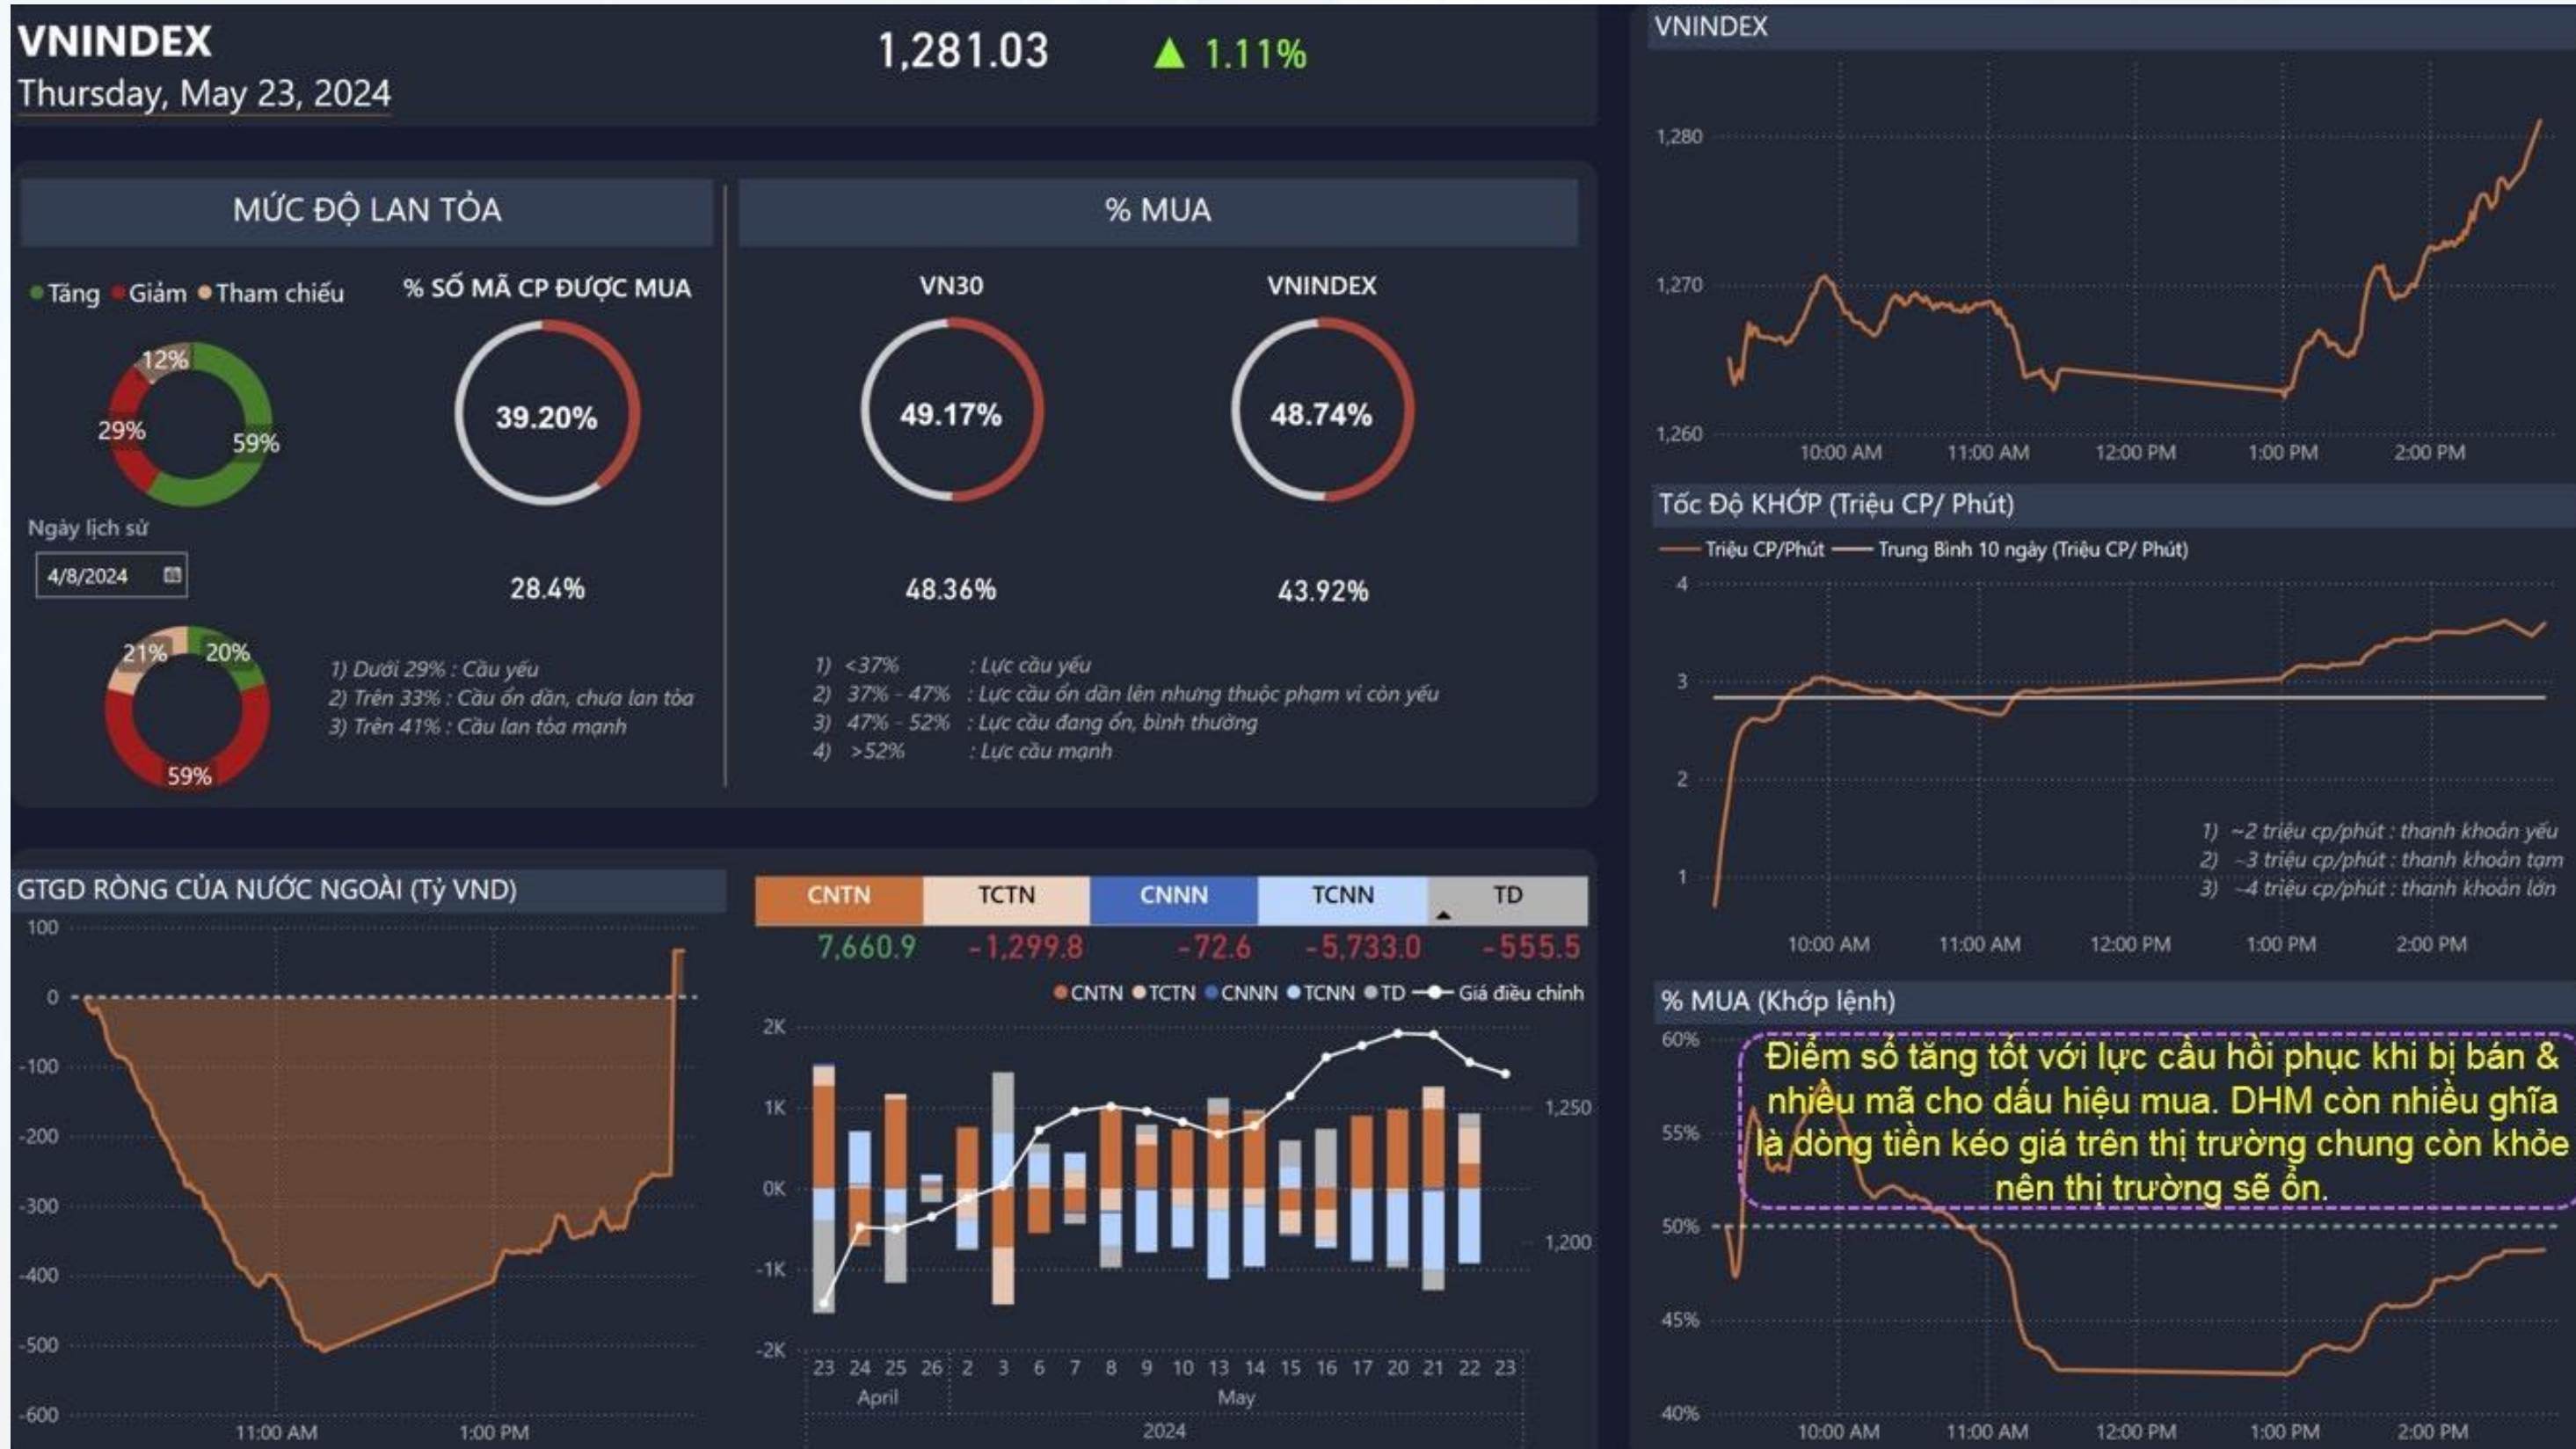 VNINDEX
Thursday, May 23, 2024
1,281.03
▲ 1.11%
MỨC ĐỘ LAN TỎA
Tăng Giảm Tham chiếu
% SỐ MÃ CP ĐƯỢC MUA
12%
29%
59%
39.20%
Ngày lịch sử
4/8/2024
28.4%
21%
20%
59%
1) Dưới 29% : Cầu yếu
2) Trên 33% : Cầu ổn dần, chưa lan tỏa
3) Trên 41% : Cầu lan tỏa mạnh
% MUA
VN30
VNINDEX
49.17%
48.74%
48.36%
43.92%
1) <37% : Lực cầu yếu
2) 37% - 47% : Lực cầu ổn dần lên nhưng thuộc phạm vi còn yếu
3) 47% - 52% : Lực cầu đang ổn, bình thường
4) >52% : Lực cầu mạnh
GTGD RÒNG CỦA NƯỚC NGOÀI (Tỷ VND)
100
0
-100
-200
-300
-400
-500
-600
11:00 AM 1:00 PM
CNTN TCTN CNNN TCNN TD
7,660.9 -1,299.8 -72.6 -5,733.0 -555.5
CNTN TCTN CNNN TCNN TD Giá điều chỉnh
2K
1K
0K
-1K
-2K
1,250
1,200
23 24 25 26 2 3 6 7 8 9 10 13 14 15 16 17 20 21 22 23
April May
2024
VNINDEX
1,280
1,270
1,260
10:00 AM 11:00 AM 12:00 PM 1:00 PM 2:00 PM
Tốc Độ KHỚP (Triệu CP/ Phút)
Triệu CP/Phút Trung Bình 10 ngày (Triệu CP/ Phút)
4
3
2
1
1) ~2 triệu cp/phút : thanh khoản yếu
2) ~3 triệu cp/phút : thanh khoản tạm
3) ~4 triệu cp/phút : thanh khoản lớn
10:00 AM 11:00 AM 12:00 PM 1:00 PM 2:00 PM
% MUA (Khớp lệnh)
60%
55%
50%
45%
40%
Điểm số tăng tốt với lực cầu hồi phục khi bị bán &
nhiều mã cho dấu hiệu mua. DHM còn nhiều ghĩa
là dòng tiền kéo giá trên thị trường chung còn khỏe
nên thị trường sẽ ổn.
10:00 AM 11:00 AM 12:00 PM 1:00 PM 2:00 PM